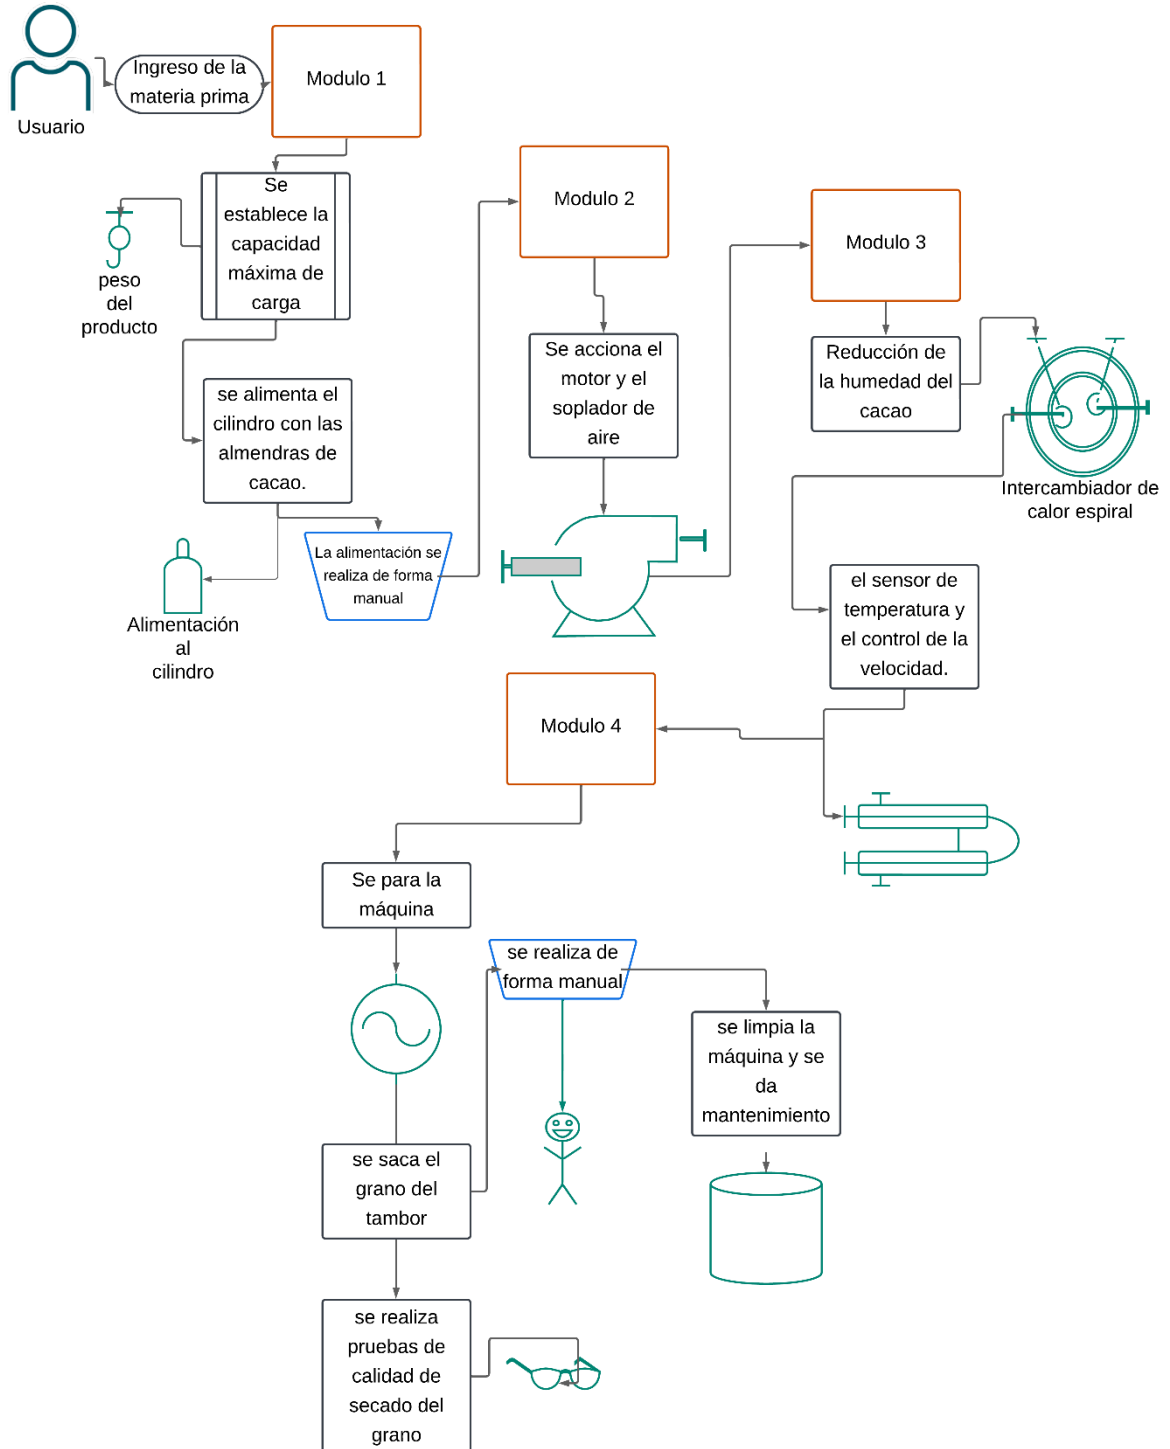 Usuario
Ingreso de la
materia prima
Modulo 1
Se
establece la
capacidad
máxima de
carga
peso
del
producto
se alimenta el
cilindro con las
almendras de
cacao.
Alimentación
al
cilindro
La alimentación se
realiza de forma
manual
Modulo 2
Se acciona el
motor y el
soplador de
aire
Modulo 3
Reducción de
la humedad del
cacao
Intercambiador de
calor espiral
el sensor de
temperatura y
el control de la
velocidad.
Modulo 4
Se para la
máquina
se saca el
grano del
tambor
se realiza de
forma manual
se limpia la
máquina y se
da
mantenimiento
se realiza
pruebas de
calidad de
secado del
grano